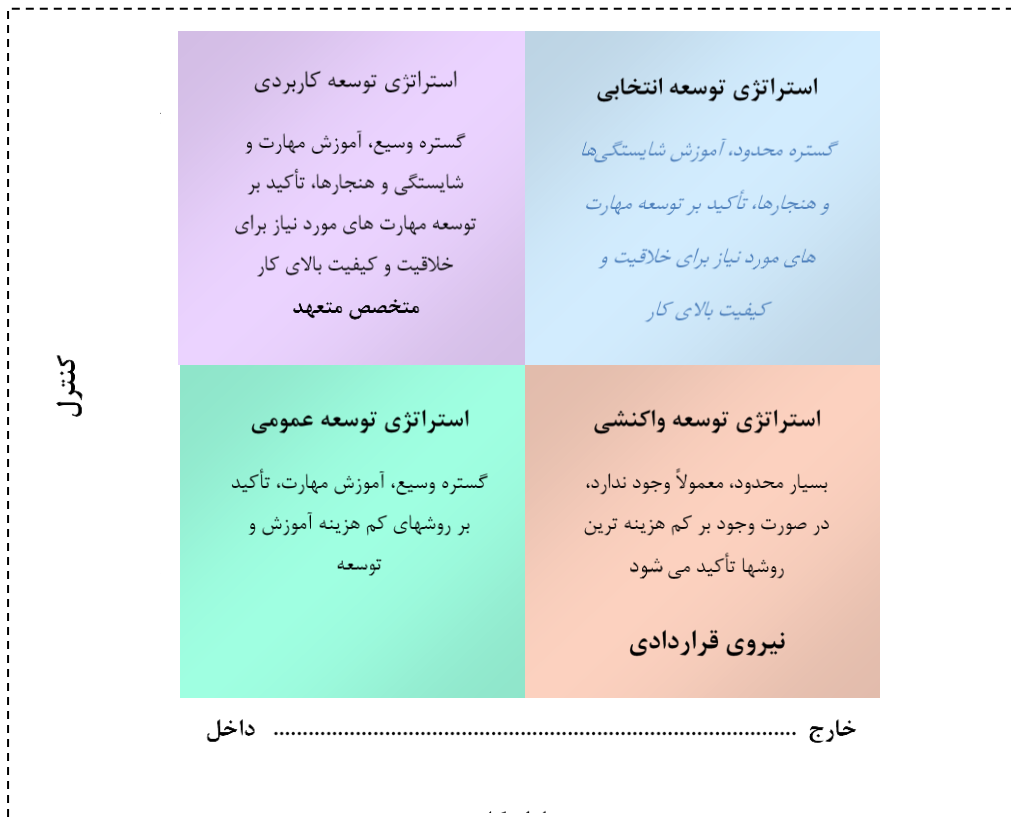 استراتژی توسعه انتخابی
گستره محدود، آموزش شایستگی‌ها
و هنجارها، تأکید بر توسعه مهارت
های مورد نیاز برای خلاقیت و
کیفیت بالای کار
استراتژی توسعه کاربردی
گستره وسیع، آموزش مهارت و
شایستگی و هنجارها، تأکید بر
توسعه مهارت های مورد نیاز برای
خلاقیت و کیفیت بالای کار
متخصص متعهد
کنترل
استراتژی توسعه واکنشی
بسیار محدود، معمولاً وجود ندارد،
در صورت وجود بر کم هزینه ترین
روشها تأکید می شود
نیروی قراردادی
استراتژی توسعه عمومی
گستره وسیع، آموزش مهارت، تأکید
بر روشهای کم هزینه آموزش و
توسعه
خارج ........................................................................................... داخل